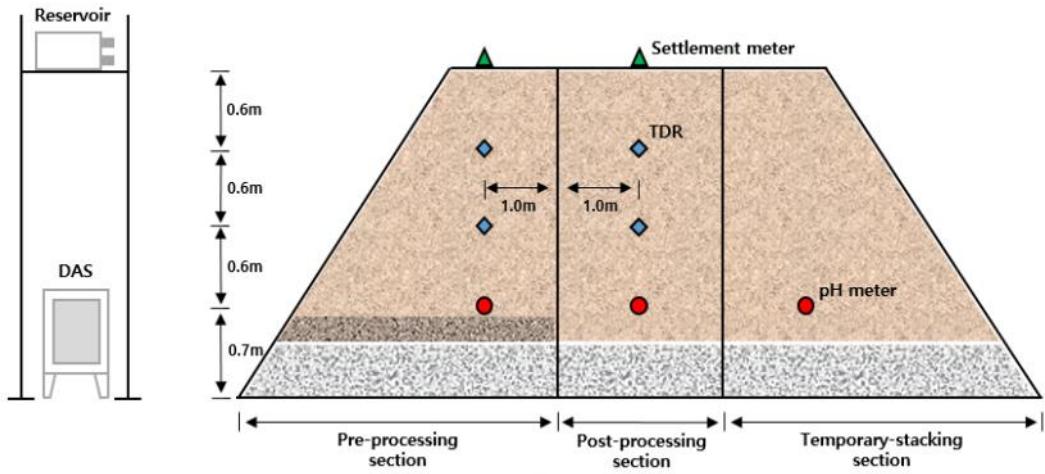 Reservoir
Settlement meter
0.6m
TDR
0.6m
1.0m
1.0m
DAS
0.6m
pH meter
0.7m
Pre-processing
section
Post-processing
section
Temporary-stacking
section